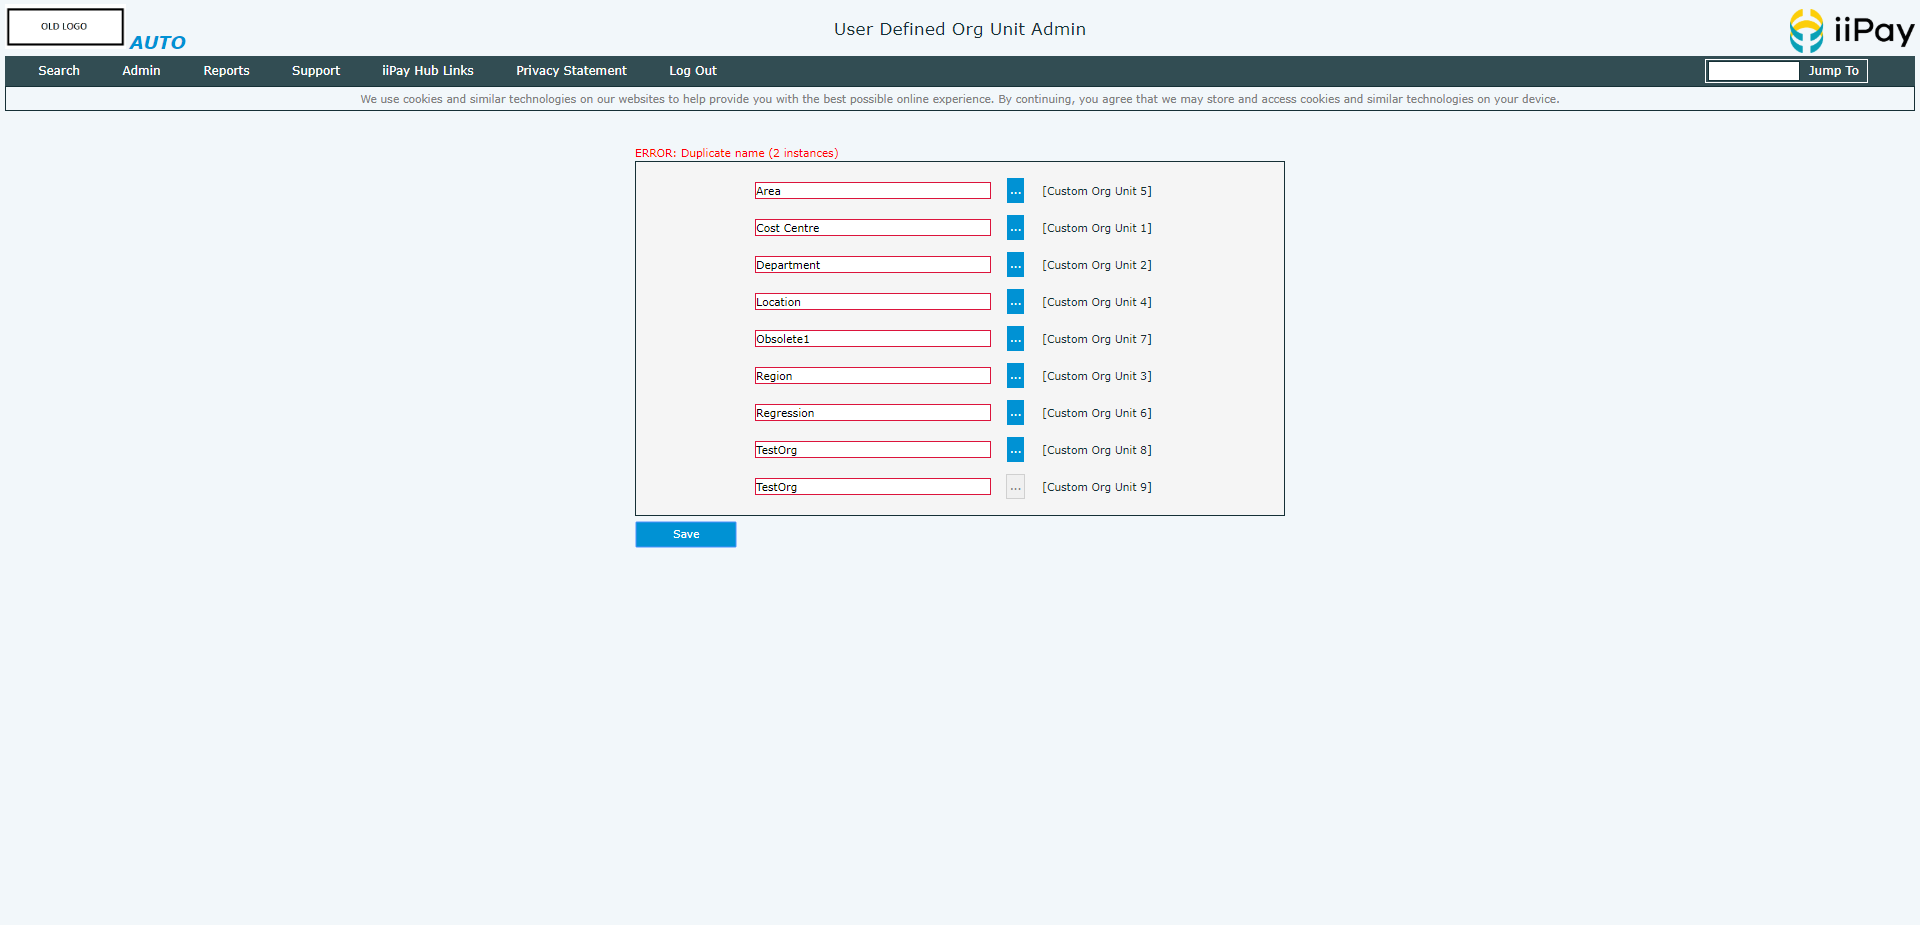 OLD LOGO
AUTO
User Defined Org Unit Admin
iiPay
Search Admin Reports Support iiPay Hub Links Privacy Statement Log Out Jump To
We use cookies and similar technologies on our websites to help provide you with the best possible online experience. By continuing, you agree that we may store and access cookies and similar technologies on your device.
ERROR: Duplicate name (2 instances)
Area ... [Custom Org Unit 5]
Cost Centre ... [Custom Org Unit 1]
Department ... [Custom Org Unit 2]
Location ... [Custom Org Unit 4]
Obsolete1 ... [Custom Org Unit 7]
Region ... [Custom Org Unit 3]
Regression ... [Custom Org Unit 6]
TestOrg ... [Custom Org Unit 8]
TestOrg ... [Custom Org Unit 9]
Save